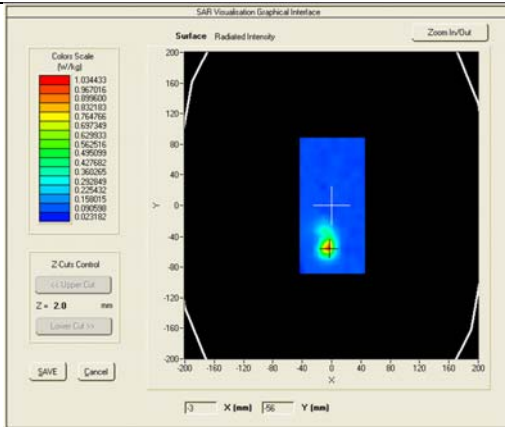 SAR Visualisation Graphical Interface
Surface Radiated Intensity
Zoom In/Out
Colors Scale
(W/kg)
1.034433
0.967016
0.899600
0.832183
0.764766
0.697349
0.629933
0.562516
0.495099
0.427682
0.360265
0.292849
0.225432
0.158015
0.090598
0.023182
Z-Cuts Control
<< Upper Cut
Z = 2.0 mm
Lower Cut >>
SAVE
Cancel
200
160
120
80
40
0
-40
-80
-120
-160
-200
Y
-200 -160 -120 -80 -40 0 40 80 120 160 200
X
-3 X (mm) -56 Y (mm)